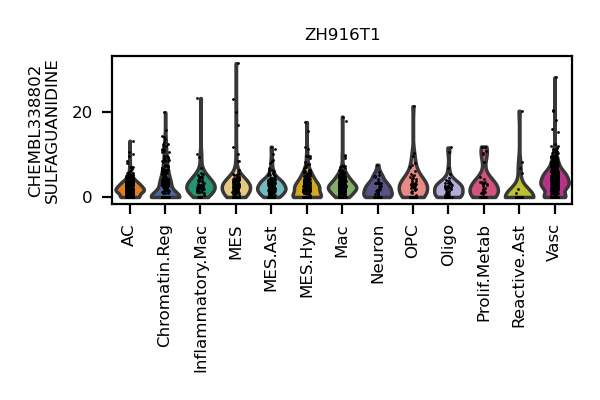 ZH916T1
CHEMBL338802
SULFAGUANIDINE
20
0
AC
Chromatin.Reg
Inflammatory.Mac
MES
MES.Ast
MES.Hyp
Mac
Neuron
OPC
Oligo
Prolif.Metab
Reactive.Ast
Vasc